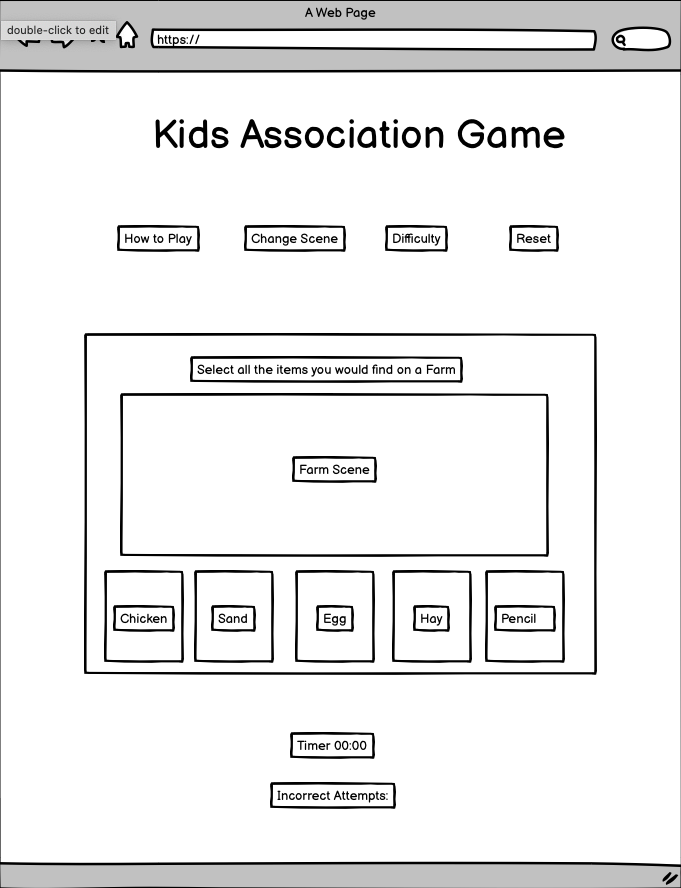 A Web Page
double-click to edit
https://
Kids Association Game
How to Play
Change Scene
Difficulty
Reset
Select all the items you would find on a Farm
Farm Scene
Chicken
Sand
Egg
Hay
Pencil
Timer 00:00
Incorrect Attempts: